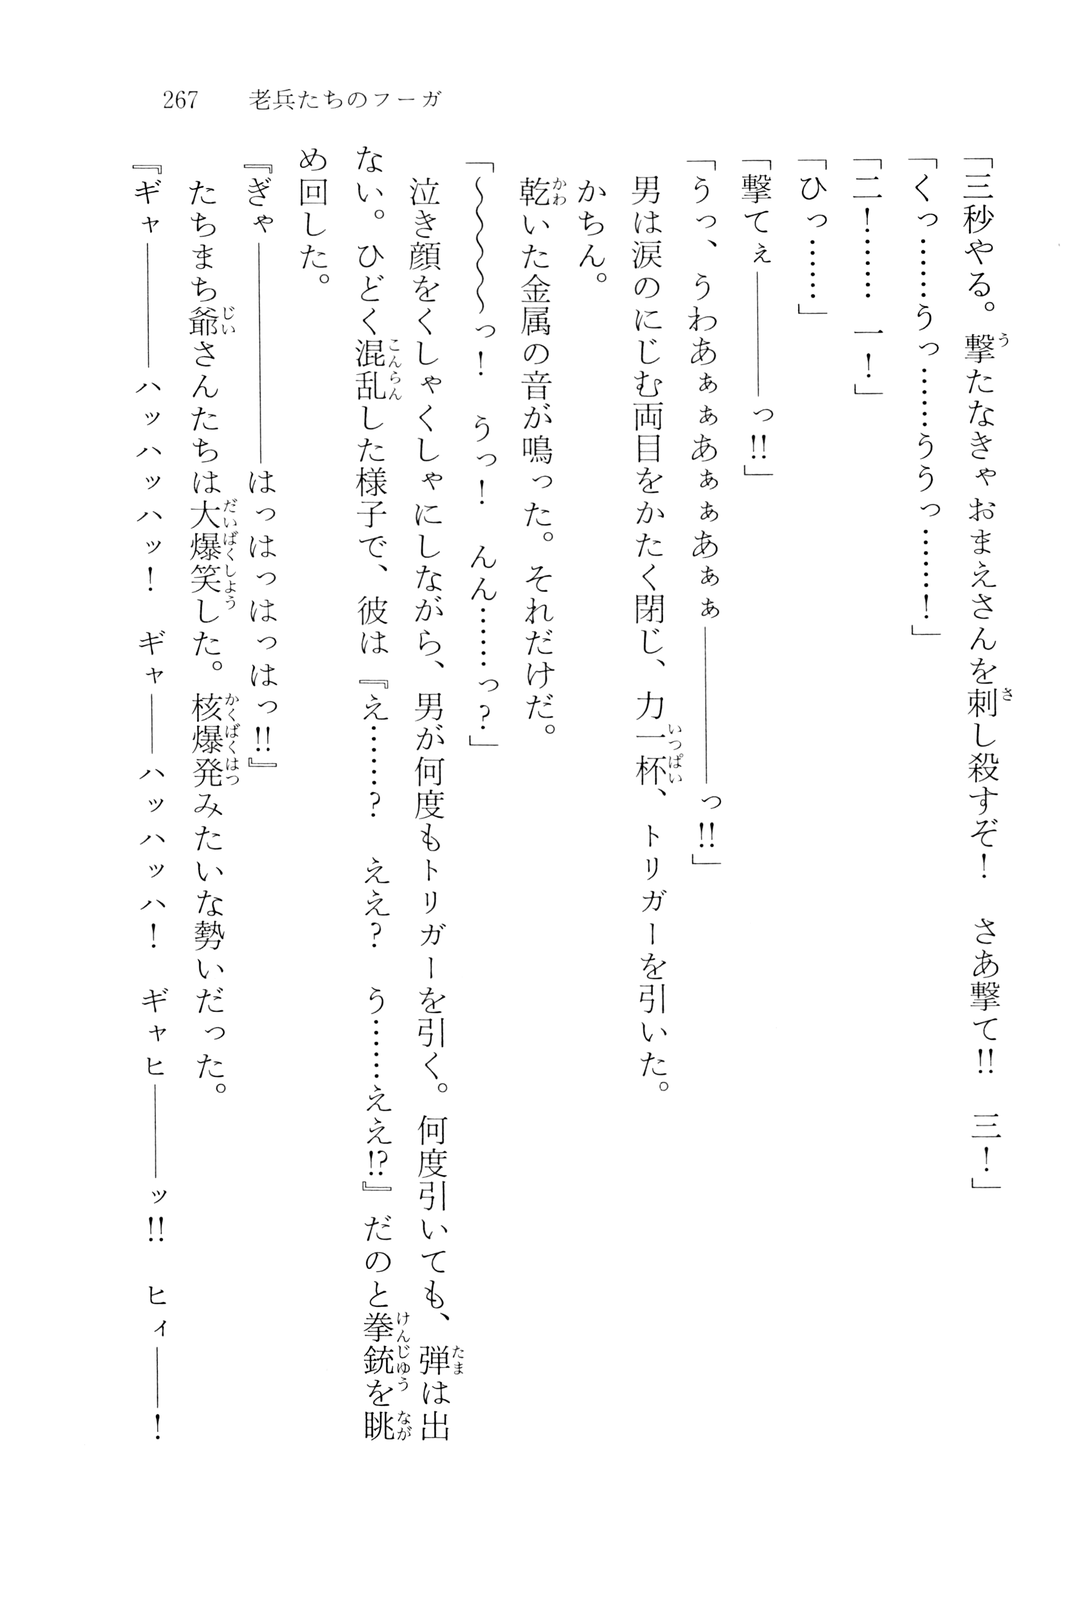 267　老兵たちのフーガ
「三秒やる。撃たなきゃおまえさんを刺し殺すぞ！　さあ撃て!!　三！」
「くっ……うっ……ううっ……！」
「二！……　一！」
「ひっ……」
「撃てぇ――――っ!!」
「うっ、うわあぁぁあぁぁあぁぁ―――――っ!!」
男は涙のにじむ両目をかたく閉じ、力一杯、トリガーを引いた。
かちん。
乾いた金属の音が鳴った。それだけだ。
「～～～～～っ！　うっ！　んん……っ？」
泣き顔をくしゃくしゃにしながら、男が何度もトリガーを引く。何度引いても、弾は出
ない。ひどく混乱した様子で、彼は『え……？　ええ？　う……ええ!?』だのと拳銃を眺
め回した。
『ぎゃ―――――――はっはっはっはっ!!』
たちまち爺さんたちは大爆笑した。核爆発みたいな勢いだった。
『ギャ――――ハッハッハッ！　ギャ――ハッハッハ！　ギャヒ―――ッ!!　ヒィ――！